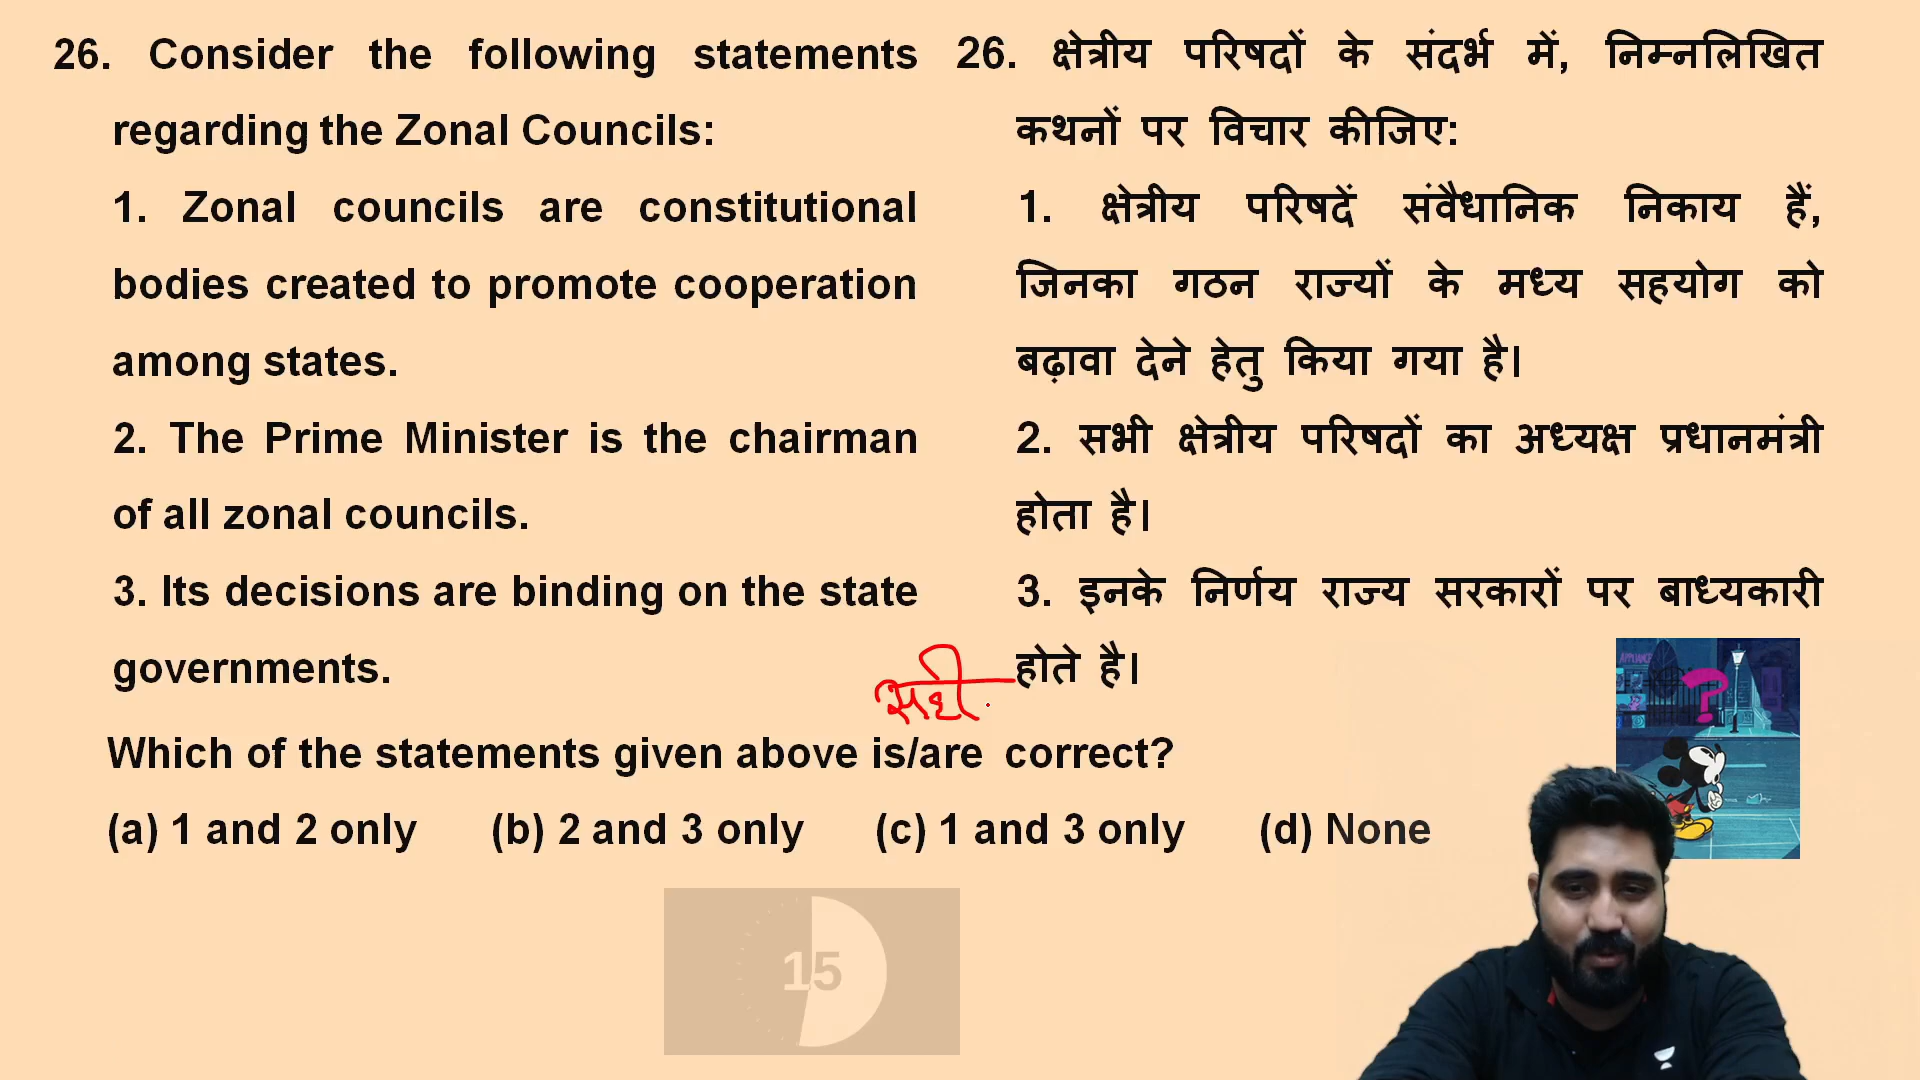 26. Consider the following statements
regarding the Zonal Councils:
1. Zonal councils are constitutional
bodies created to promote cooperation
among states.
2. The Prime Minister is the chairman
of all zonal councils.
3. Its decisions are binding on the state
governments.
26. क्षेत्रीय परिषदों के संदर्भ में, निम्नलिखित
कथनों पर विचार कीजिए:
1. क्षेत्रीय परिषदें संवैधानिक निकाय हैं,
जिनका गठन राज्यों के मध्य सहयोग को
बढ़ावा देने हेतु किया गया है।
2. सभी क्षेत्रीय परिषदों का अध्यक्ष प्रधानमंत्री
होता है।
3. इनके निर्णय राज्य सरकारों पर बाध्यकारी
होते है।
सही
Which of the statements given above is/are correct?
(a) 1 and 2 only (b) 2 and 3 only (c) 1 and 3 only (d) None
?
15